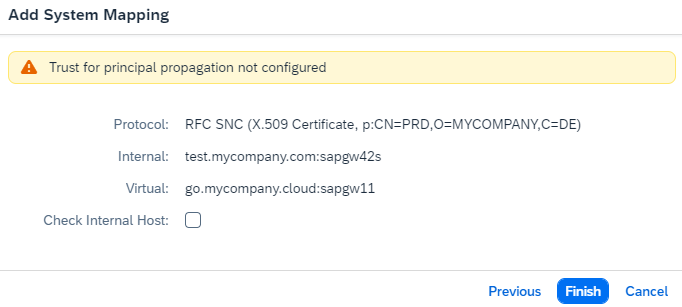 Add System Mapping
Trust for principal propagation not configured
Protocol: RFC SNC (X.509 Certificate, p:CN=PRD,O=MYCOMPANY,C=DE)
Internal: test.mycompany.com:sapgw42s
Virtual: go.mycompany.cloud:sapgw11
Check Internal Host:
Previous Finish Cancel